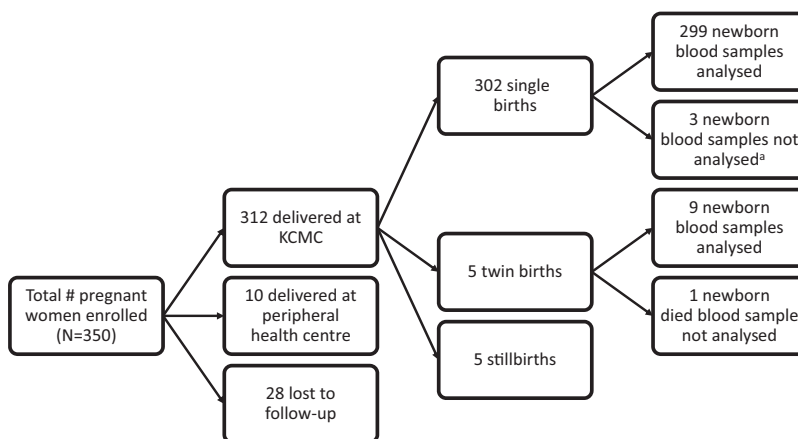 Total # pregnant
women enrolled
(N=350)
312 delivered at
KCMC
10 delivered at
peripheral
health centre
28 lost to
follow-up
302 single
births
5 twin births
5 stillbirths
299 newborn
blood samples
analysed
3 newborn
blood samples not
analysedᵃ
9 newborn
blood samples
analysed
1 newborn
died blood sample
not analysed